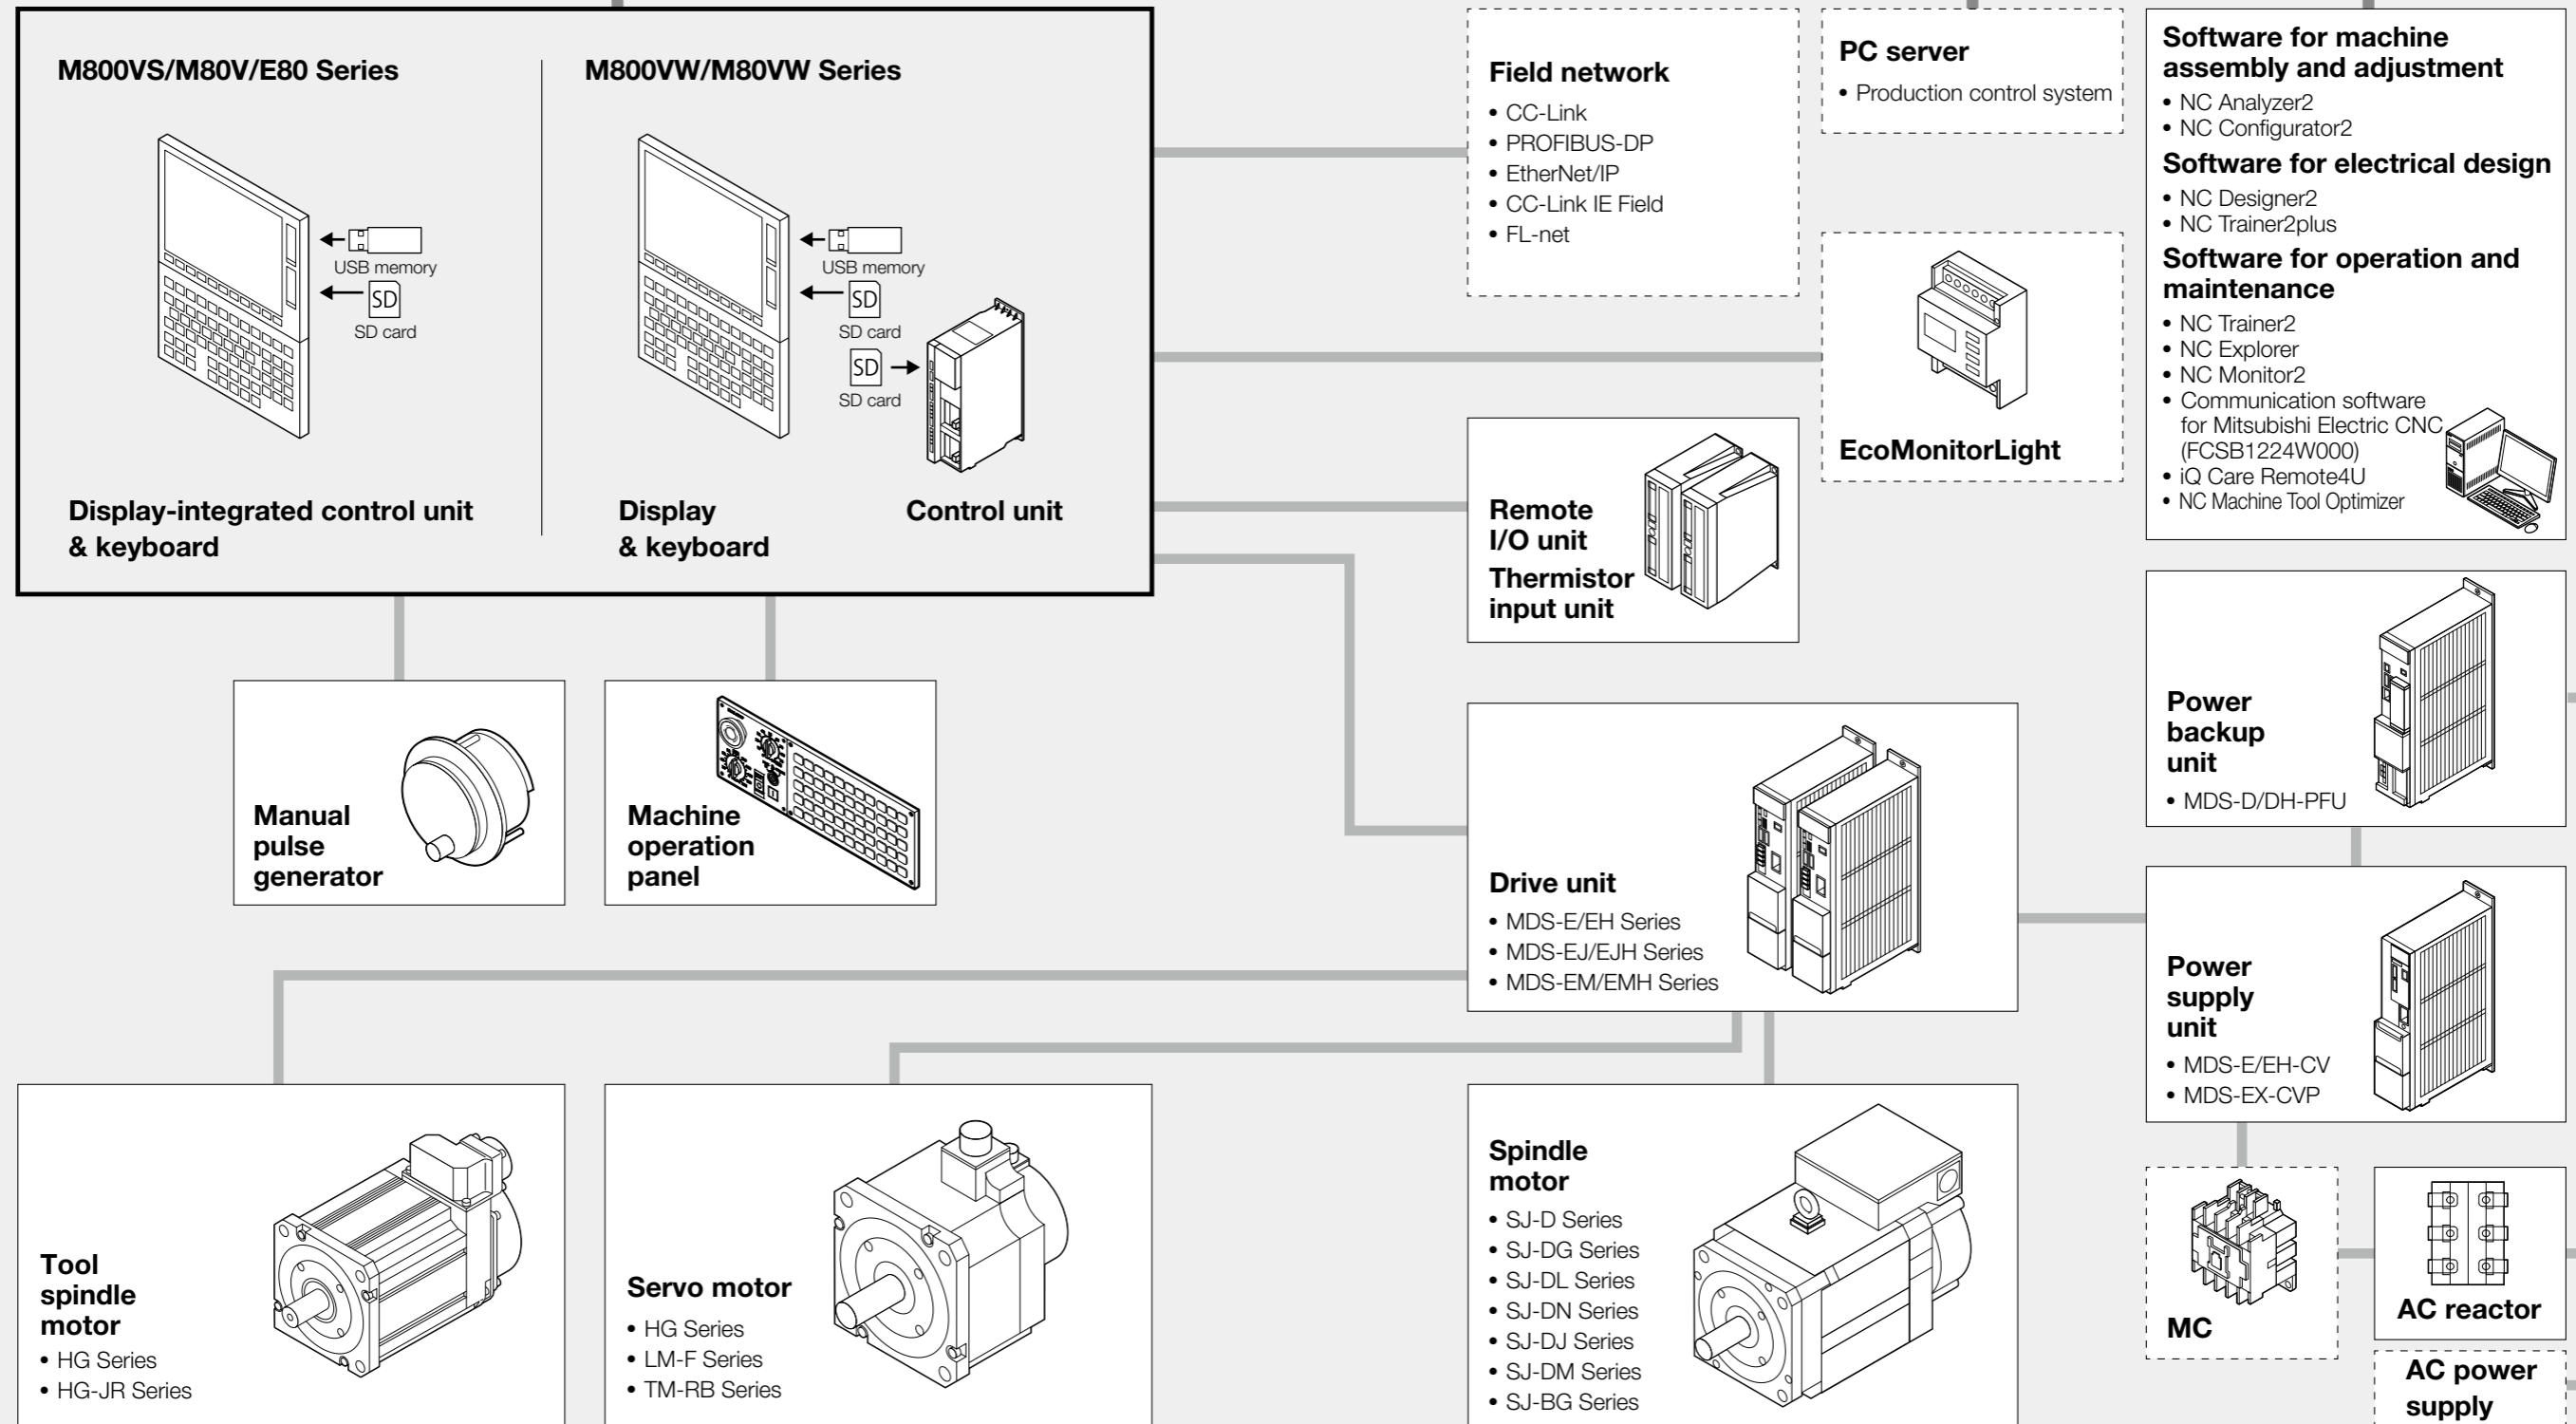 M800VS/M80V/E80 Series
USB memory
SD
SD card
Display-integrated control unit
& keyboard
M800VW/M80VW Series
USB memory
SD
SD card
SD
SD card
Display
& keyboard
Control unit
Field network
• CC-Link
• PROFIBUS-DP
• EtherNet/IP
• CC-Link IE Field
• FL-net
PC server
• Production control system
EcoMonitorLight
Software for machine
assembly and adjustment
• NC Analyzer2
• NC Configurator2
Software for electrical design
• NC Designer2
• NC Trainer2plus
Software for operation and
maintenance
• NC Trainer2
• NC Explorer
• NC Monitor2
• Communication software
for Mitsubishi Electric CNC
(FCSB1224W000)
• iQ Care Remote4U
• NC Machine Tool Optimizer
Remote
I/O unit
Thermistor
input unit
Manual
pulse
generator
Machine
operation
panel
Drive unit
• MDS-E/EH Series
• MDS-EJ/EJH Series
• MDS-EM/EMH Series
Power
backup
unit
• MDS-D/DH-PFU
Power
supply
unit
• MDS-E/EH-CV
• MDS-EX-CVP
Tool
spindle
motor
• HG Series
• HG-JR Series
Servo motor
• HG Series
• LM-F Series
• TM-RB Series
Spindle
motor
• SJ-D Series
• SJ-DG Series
• SJ-DL Series
• SJ-DN Series
• SJ-DJ Series
• SJ-DM Series
• SJ-BG Series
MC
AC reactor
AC power
supply